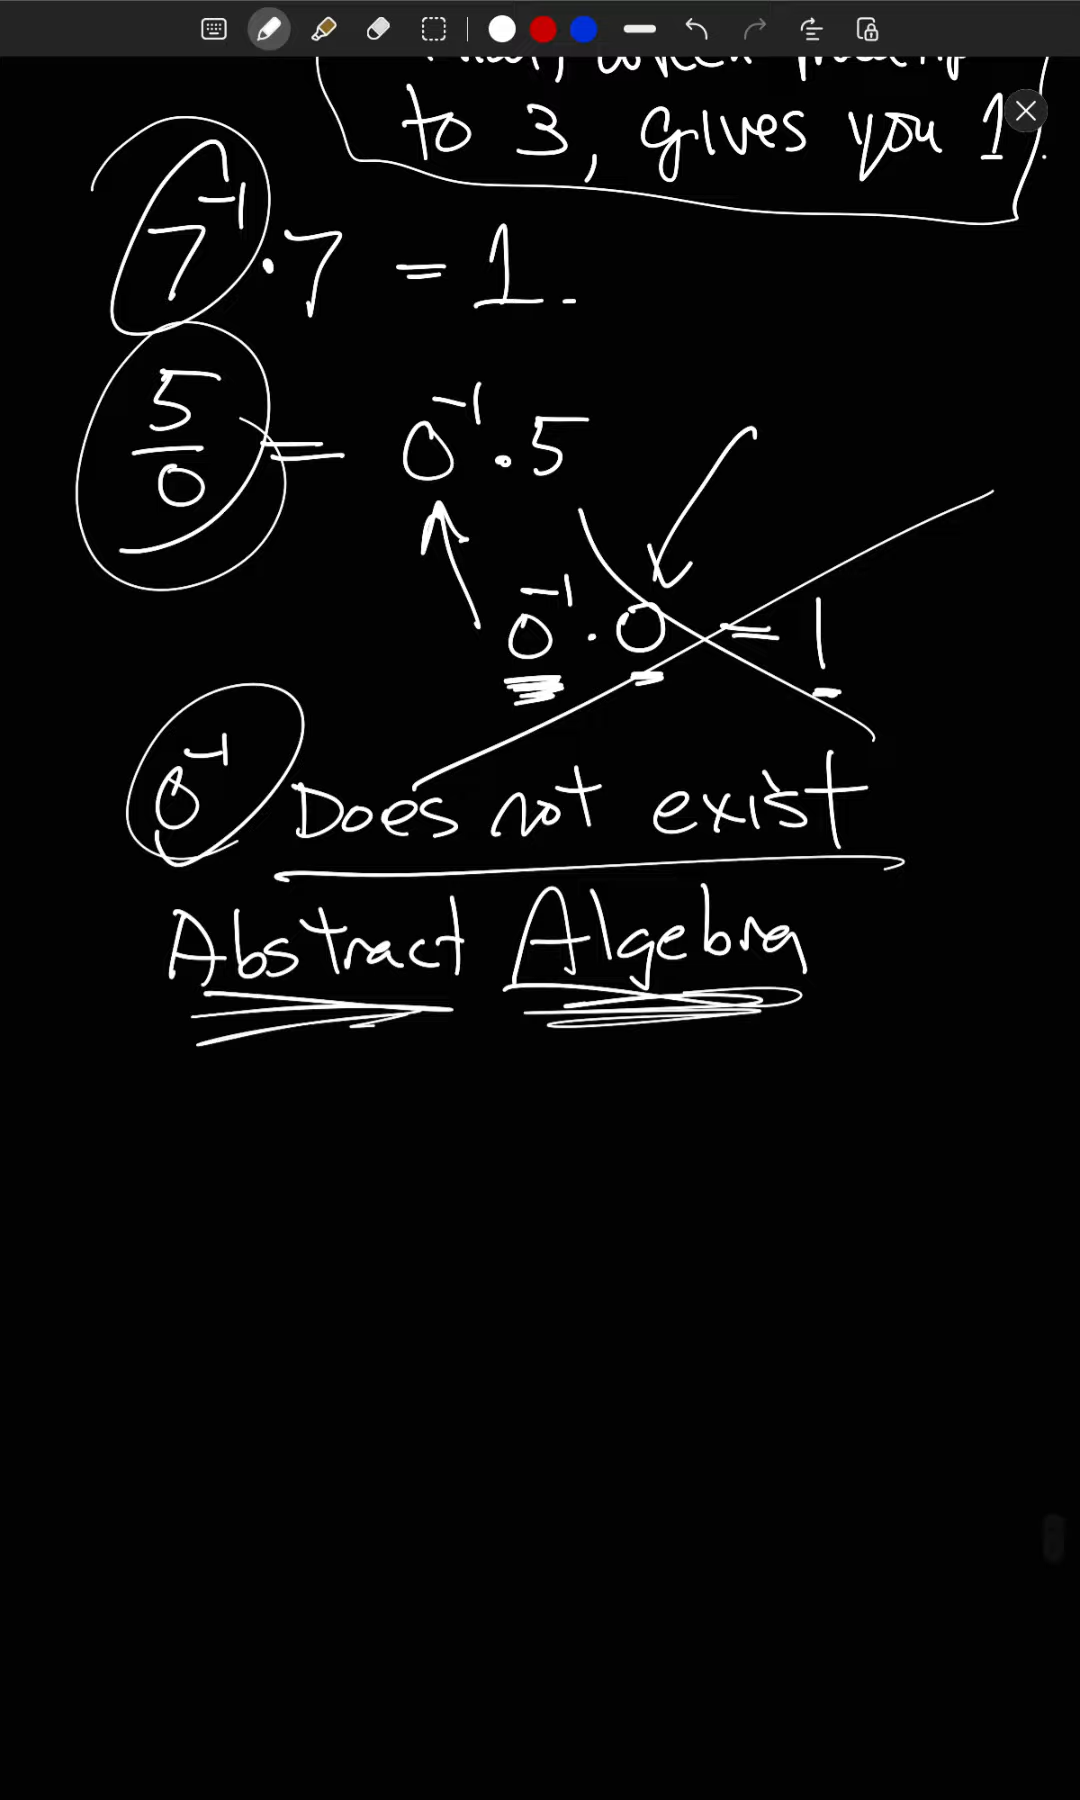 to 3, gives you 1.
7⁻¹ · 7 = 1.
5/0 = 0⁻¹ · 5
0⁻¹ · 0 = 1
0⁻¹ Does not exist
Abstract Algebra